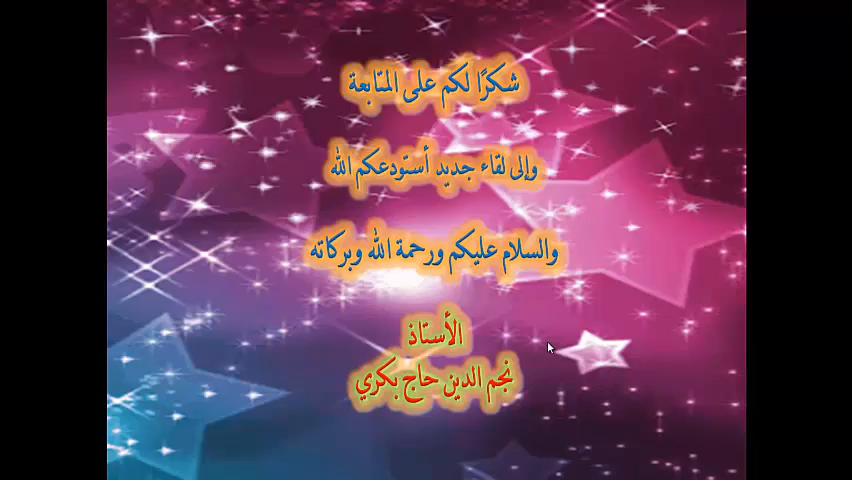 شكرًا لكم على المتابعة
وإلى لقاء جديد أستودعكم الله
والسلام عليكم ورحمة الله وبركاته
الأستاذ
نجم الدين حاج بكري